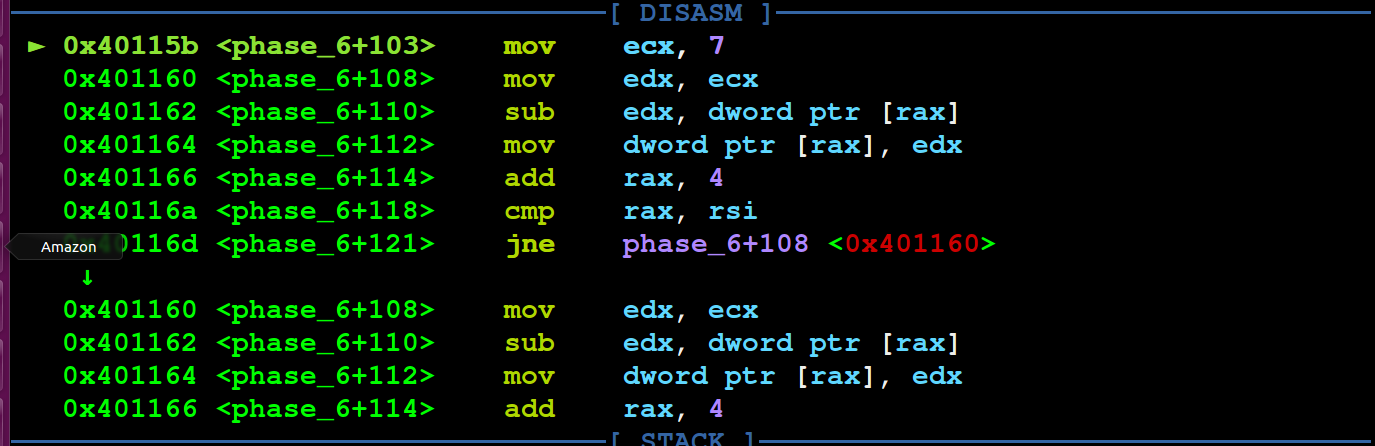 [ DISASM ]
► 0x40115b <phase_6+103> mov ecx, 7
0x401160 <phase_6+108> mov edx, ecx
0x401162 <phase_6+110> sub edx, dword ptr [rax]
0x401164 <phase_6+112> mov dword ptr [rax], edx
0x401166 <phase_6+114> add rax, 4
0x40116a <phase_6+118> cmp rax, rsi
Amazon 0x40116d <phase_6+121> jne phase_6+108 <0x401160>
↓
0x401160 <phase_6+108> mov edx, ecx
0x401162 <phase_6+110> sub edx, dword ptr [rax]
0x401164 <phase_6+112> mov dword ptr [rax], edx
0x401166 <phase_6+114> add rax, 4
[ STACK ]